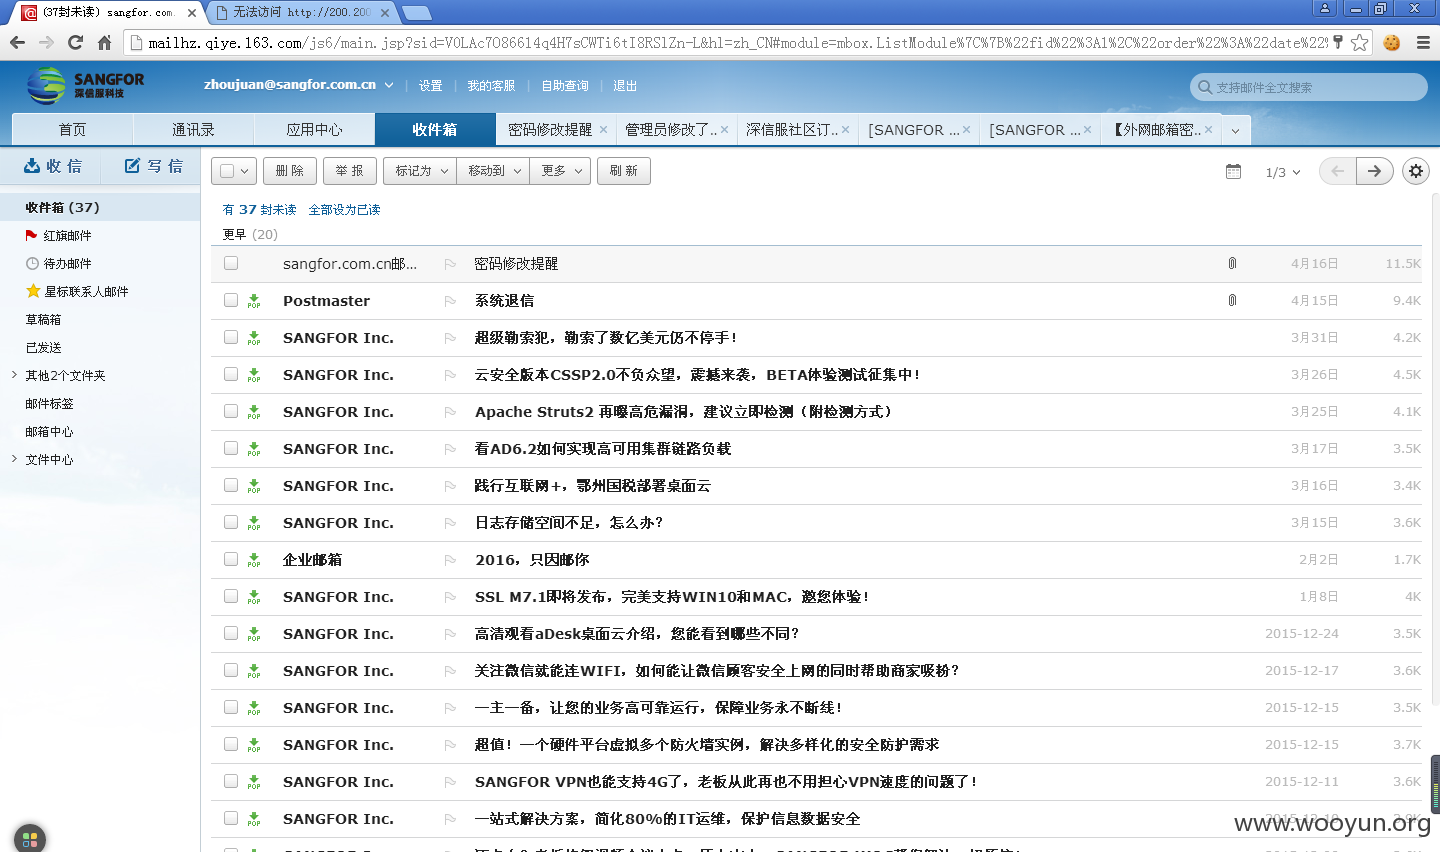 (37封未读) sangfor.com.
无法访问 http://200.200
mailhz.qiye.163.com/js6/main.jsp?sid=V0LAc7O86614q4H7sCWTi6tI8RSlZn-L&hl=zh_CN#module=mbox.ListModule%7C%7B%22fid%22%3A1%2C%22order%22%3A%22date%22%
SANGFOR
深信服科技
zhoujuan@sangfor.com.cn
设置 | 我的客服 | 自助查询 | 退出
支持邮件全文搜索
首页 通讯录 应用中心 收件箱 密码修改提醒 管理员修改了.. 深信服社区订.. [SANGFOR ... [SANGFOR ... 【外网邮箱密..
收信 写信
删除 举报 标记为 移动到 更多 刷新
1/3
收件箱 (37)
红旗邮件
待办邮件
星标联系人邮件
草稿箱
已发送
其他2个文件夹
邮件标签
邮箱中心
文件中心
有 37 封未读 全部设为已读
更早 (20)
sangfor.com.cn邮... 密码修改提醒 4月16日 11.5K
POP Postmaster 系统退信 4月15日 9.4K
POP SANGFOR Inc. 超级勒索犯，勒索了数亿美元仍不停手！ 3月31日 4.2K
POP SANGFOR Inc. 云安全版本CSSP2.0不负众望，震撼来袭，BETA体验测试征集中！ 3月26日 4.5K
POP SANGFOR Inc. Apache Struts2 再曝高危漏洞，建议立即检测（附检测方式） 3月25日 4.1K
POP SANGFOR Inc. 看AD6.2如何实现高可用集群链路负载 3月17日 3.5K
POP SANGFOR Inc. 践行互联网+，鄂州国税部署桌面云 3月16日 3.4K
POP SANGFOR Inc. 日志存储空间不足，怎么办？ 3月15日 3.6K
POP 企业邮箱 2016，只因邮你 2月2日 1.7K
POP SANGFOR Inc. SSL M7.1即将发布，完美支持WIN10和MAC，邀您体验！ 1月8日 4K
POP SANGFOR Inc. 高清观看aDesk桌面云介绍，您能看到哪些不同？ 2015-12-24 3.5K
POP SANGFOR Inc. 关注微信就能连WIFI，如何能让微信顾客安全上网的同时帮助商家吸粉？ 2015-12-17 3.6K
POP SANGFOR Inc. 一主一备，让您的业务高可靠运行，保障业务永不断线！ 2015-12-15 3.5K
POP SANGFOR Inc. 超值！一个硬件平台虚拟多个防火墙实例，解决多样化的安全防护需求 2015-12-15 3.7K
POP SANGFOR Inc. SANGFOR VPN也能支持4G了，老板从此再也不用担心VPN速度的问题了！ 2015-12-11 3.6K
POP SANGFOR Inc. 一站式解决方案，简化80%的IT运维，保护信息数据安全
www.wooyun.org